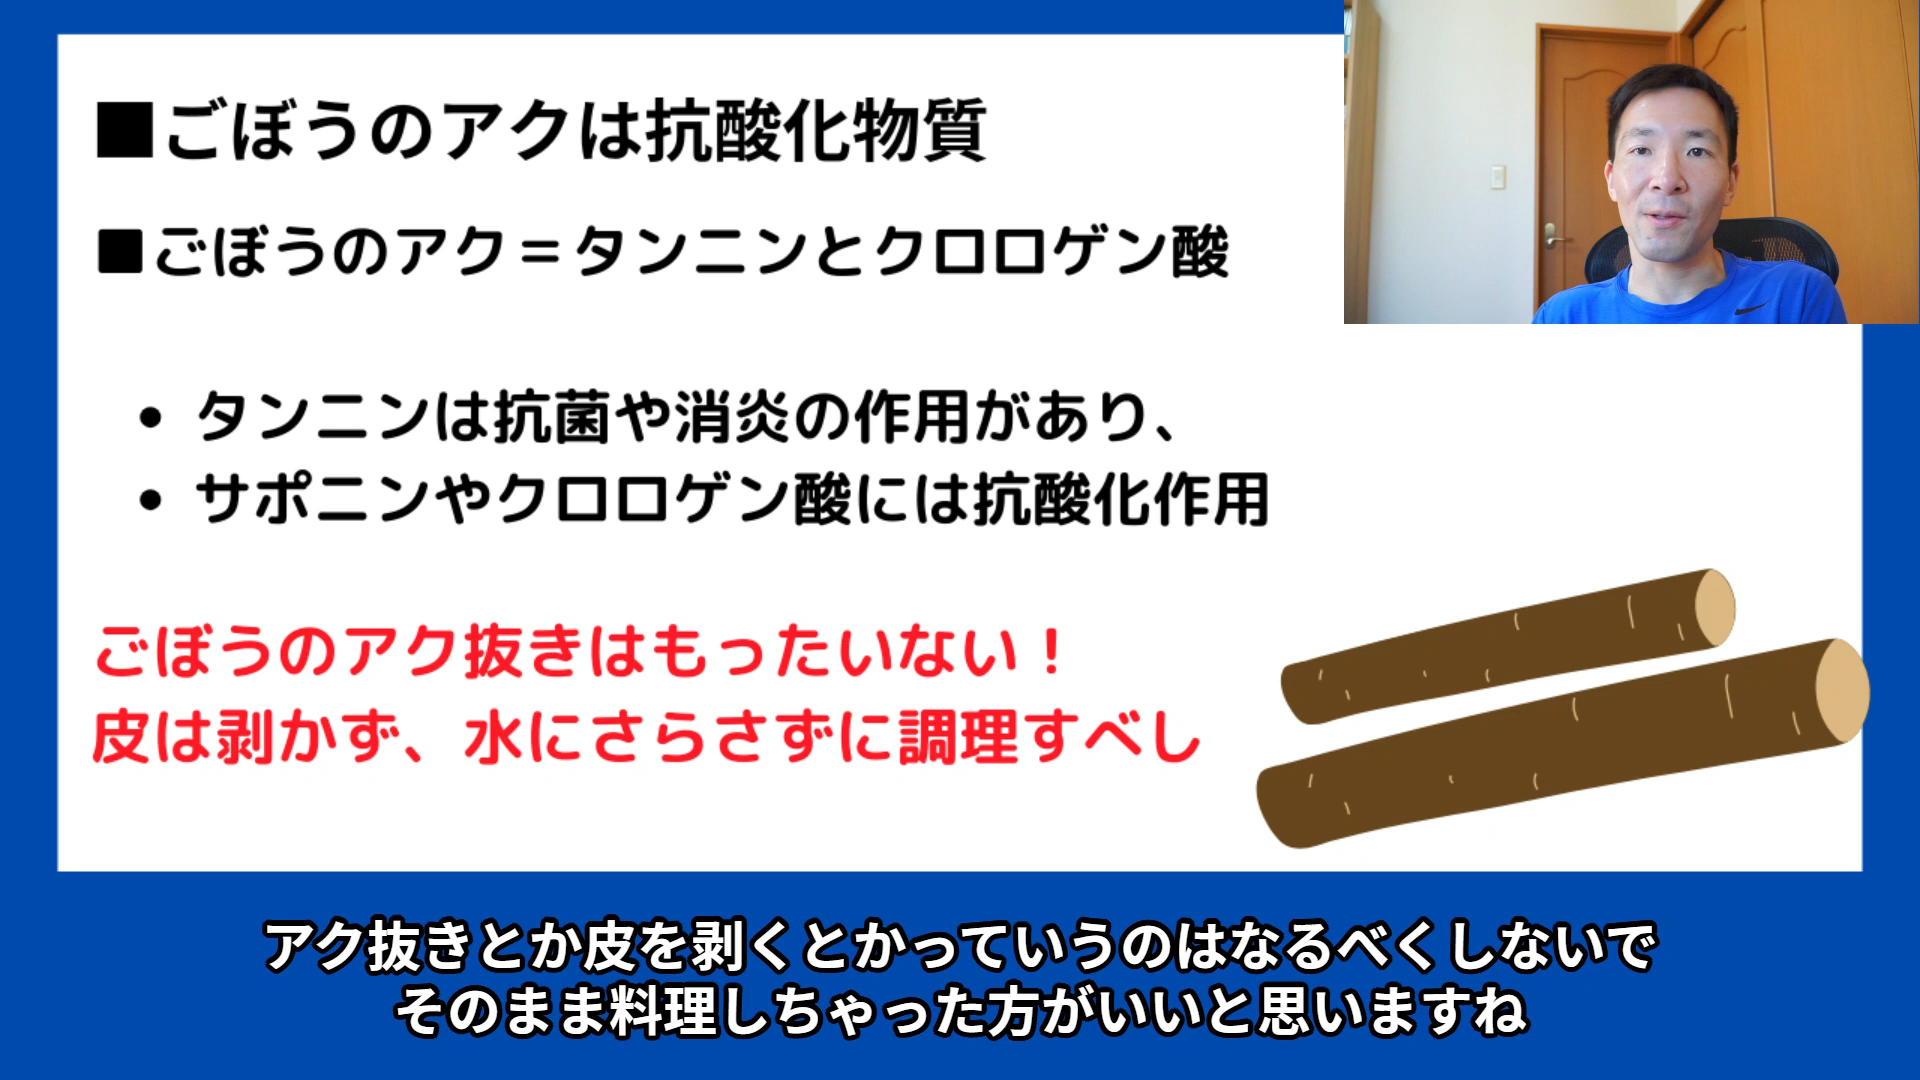 ■ごぼうのアクは抗酸化物質
■ごぼうのアク＝タンニンとクロロゲン酸
• タンニンは抗菌や消炎の作用があり、
• サポニンやクロロゲン酸には抗酸化作用
ごぼうのアク抜きはもったいない！
皮は剥かず、水にさらさずに調理すべし
アク抜きとか皮を剥くとかっていうのはなるべくしないで
そのまま料理しちゃった方がいいと思いますね